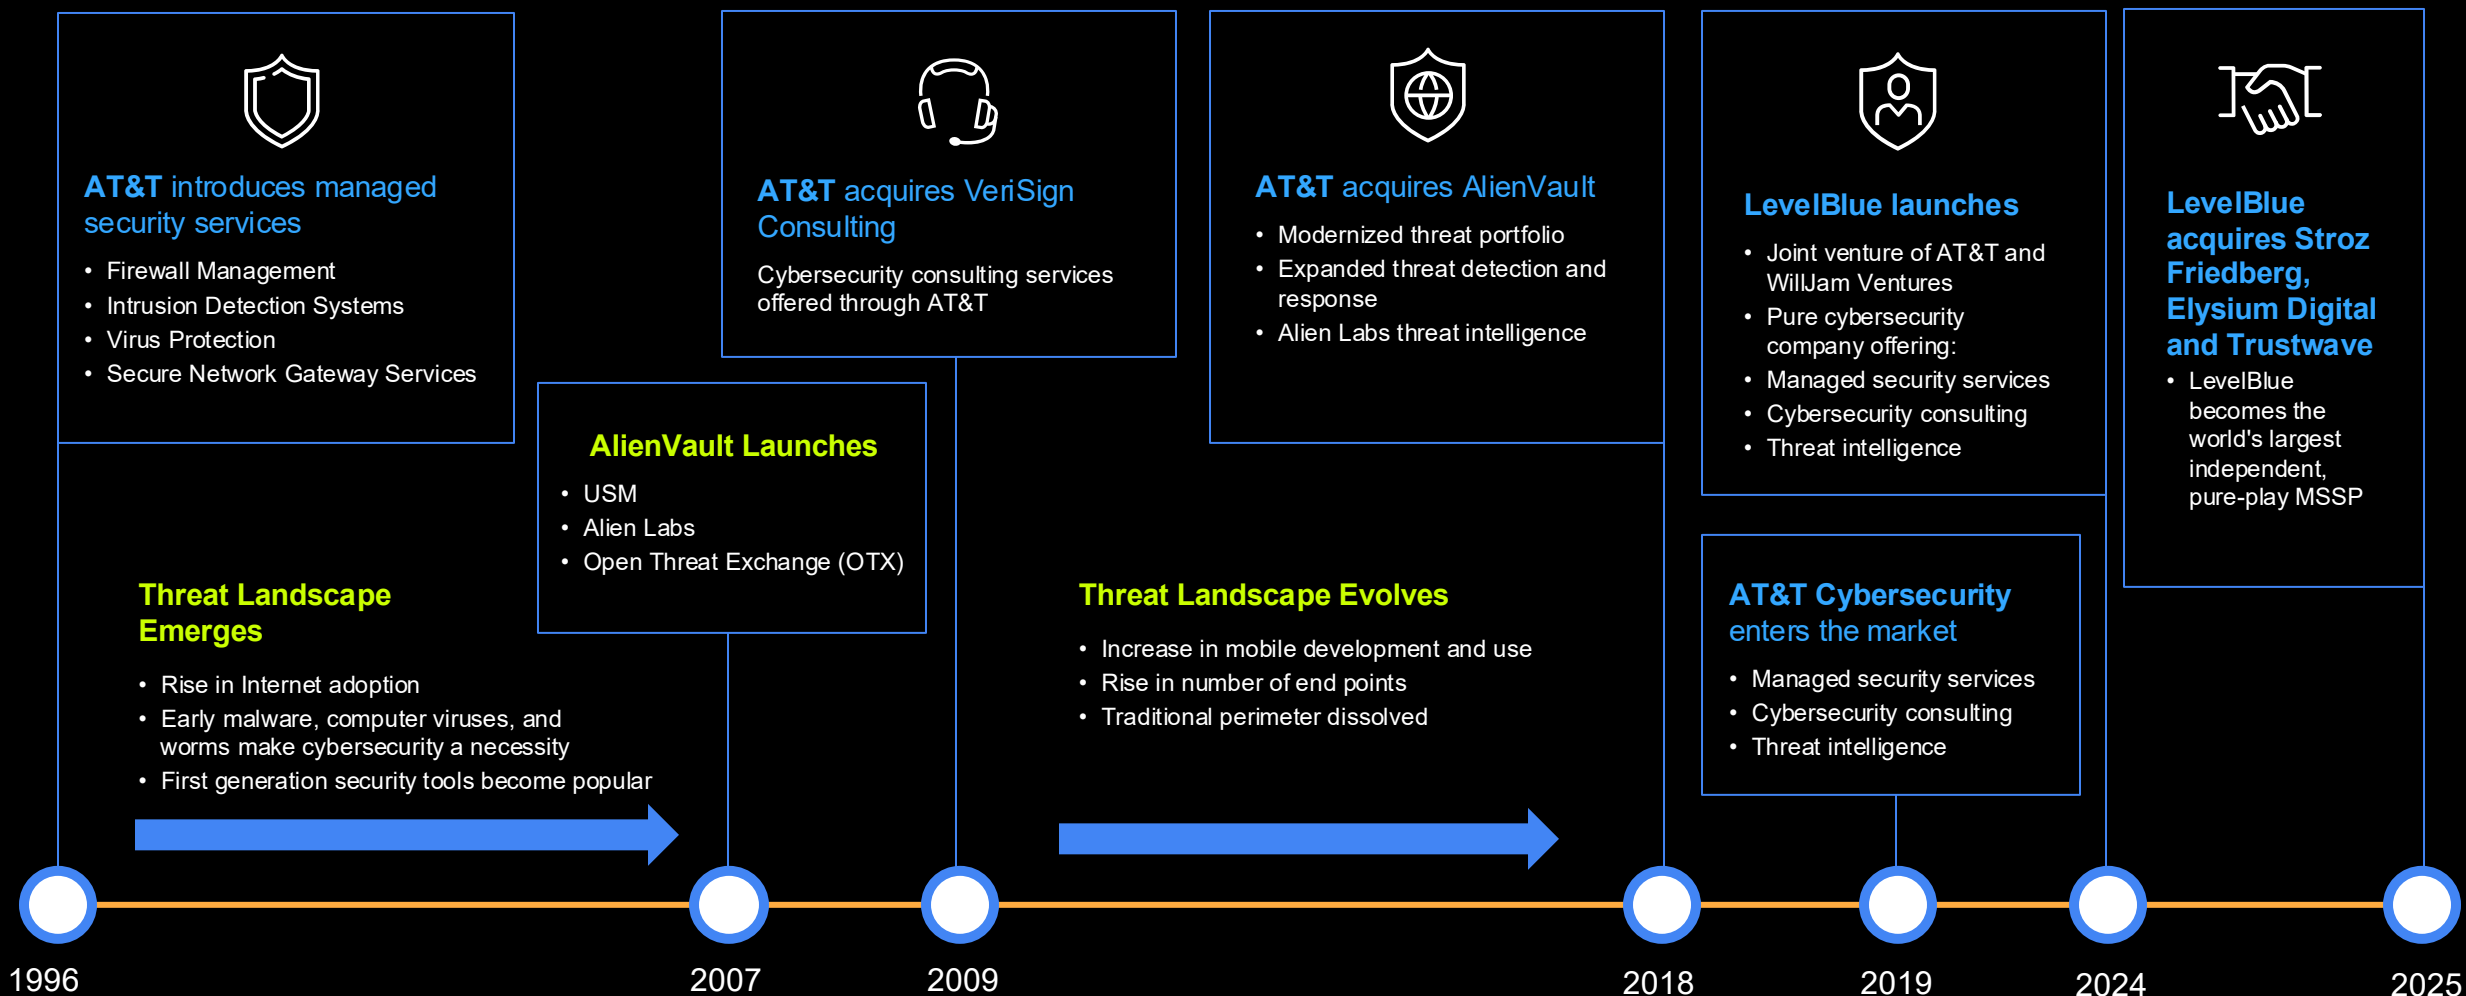 AT&T introduces managed
security services
• Firewall Management
• Intrusion Detection Systems
• Virus Protection
• Secure Network Gateway Services
Threat Landscape
Emerges
• Rise in Internet adoption
• Early malware, computer viruses, and
worms make cybersecurity a necessity
• First generation security tools become popular
AlienVault Launches
• USM
• Alien Labs
• Open Threat Exchange (OTX)
AT&T acquires VeriSign
Consulting
Cybersecurity consulting services
offered through AT&T
Threat Landscape Evolves
• Increase in mobile development and use
• Rise in number of end points
• Traditional perimeter dissolved
AT&T acquires AlienVault
• Modernized threat portfolio
• Expanded threat detection and
response
• Alien Labs threat intelligence
LevelBlue launches
• Joint venture of AT&T and
WillJam Ventures
• Pure cybersecurity
company offering:
• Managed security services
• Cybersecurity consulting
• Threat intelligence
AT&T Cybersecurity
enters the market
• Managed security services
• Cybersecurity consulting
• Threat intelligence
LevelBlue
acquires Stroz
Friedberg,
Elysium Digital
and Trustwave
• LevelBlue
becomes the
world's largest
independent,
pure-play MSSP
1996
2007
2009
2018
2019
2024
2025